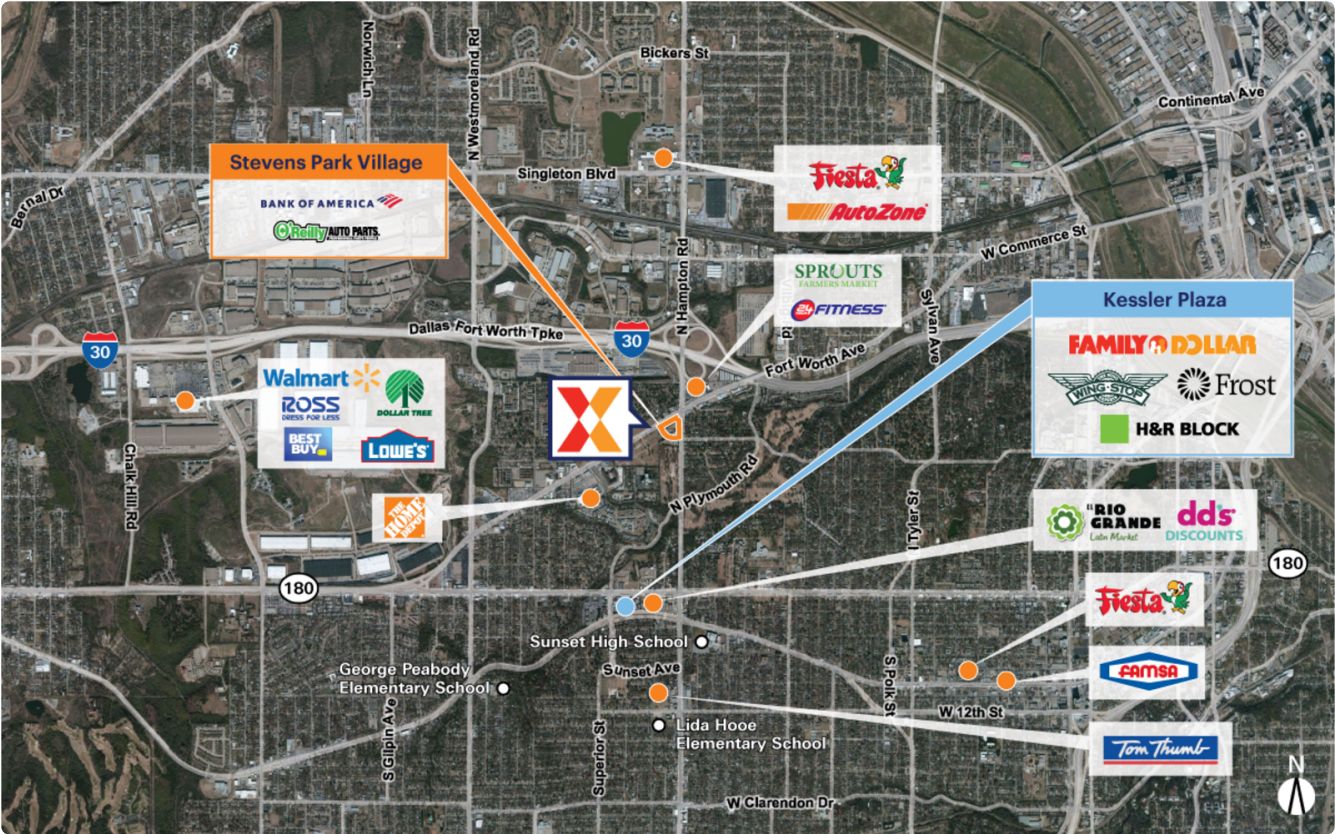 Bickers St
Norwich Ln
N Westmoreland Rd
Continental Ave
Stevens Park Village
BANK OF AMERICA
O'Reilly AUTO PARTS.
Singleton Blvd
Fiesta
AutoZone
Bernal Dr
W Commerce St
N Hampton Rd
SPROUTS
FARMERS MARKET
24 HOUR FITNESS
Sylvan Ave
Kessler Plaza
FAMILY DOLLAR
WING·STOP
Frost
H&R BLOCK
Dallas Fort Worth Tpke
30
30
Fort Worth Ave
Walmart
DOLLAR TREE
ROSS
DRESS FOR LESS
BEST
BUY
LOWE'S
Chalk Hill Rd
THE
HOME
DEPOT
N Plymouth Rd
N Tyler St
EL RIO
GRANDE
Latin Market
dd's
DISCOUNTS
180
180
Fiesta
Sunset High School
Sunset Ave
George Peabody
Elementary School
FAMSA
S Polk St
W 12th St
S Gilpin Ave
Superior St
Lida Hooe
Elementary School
Tom Thumb
W Clarendon Dr
N